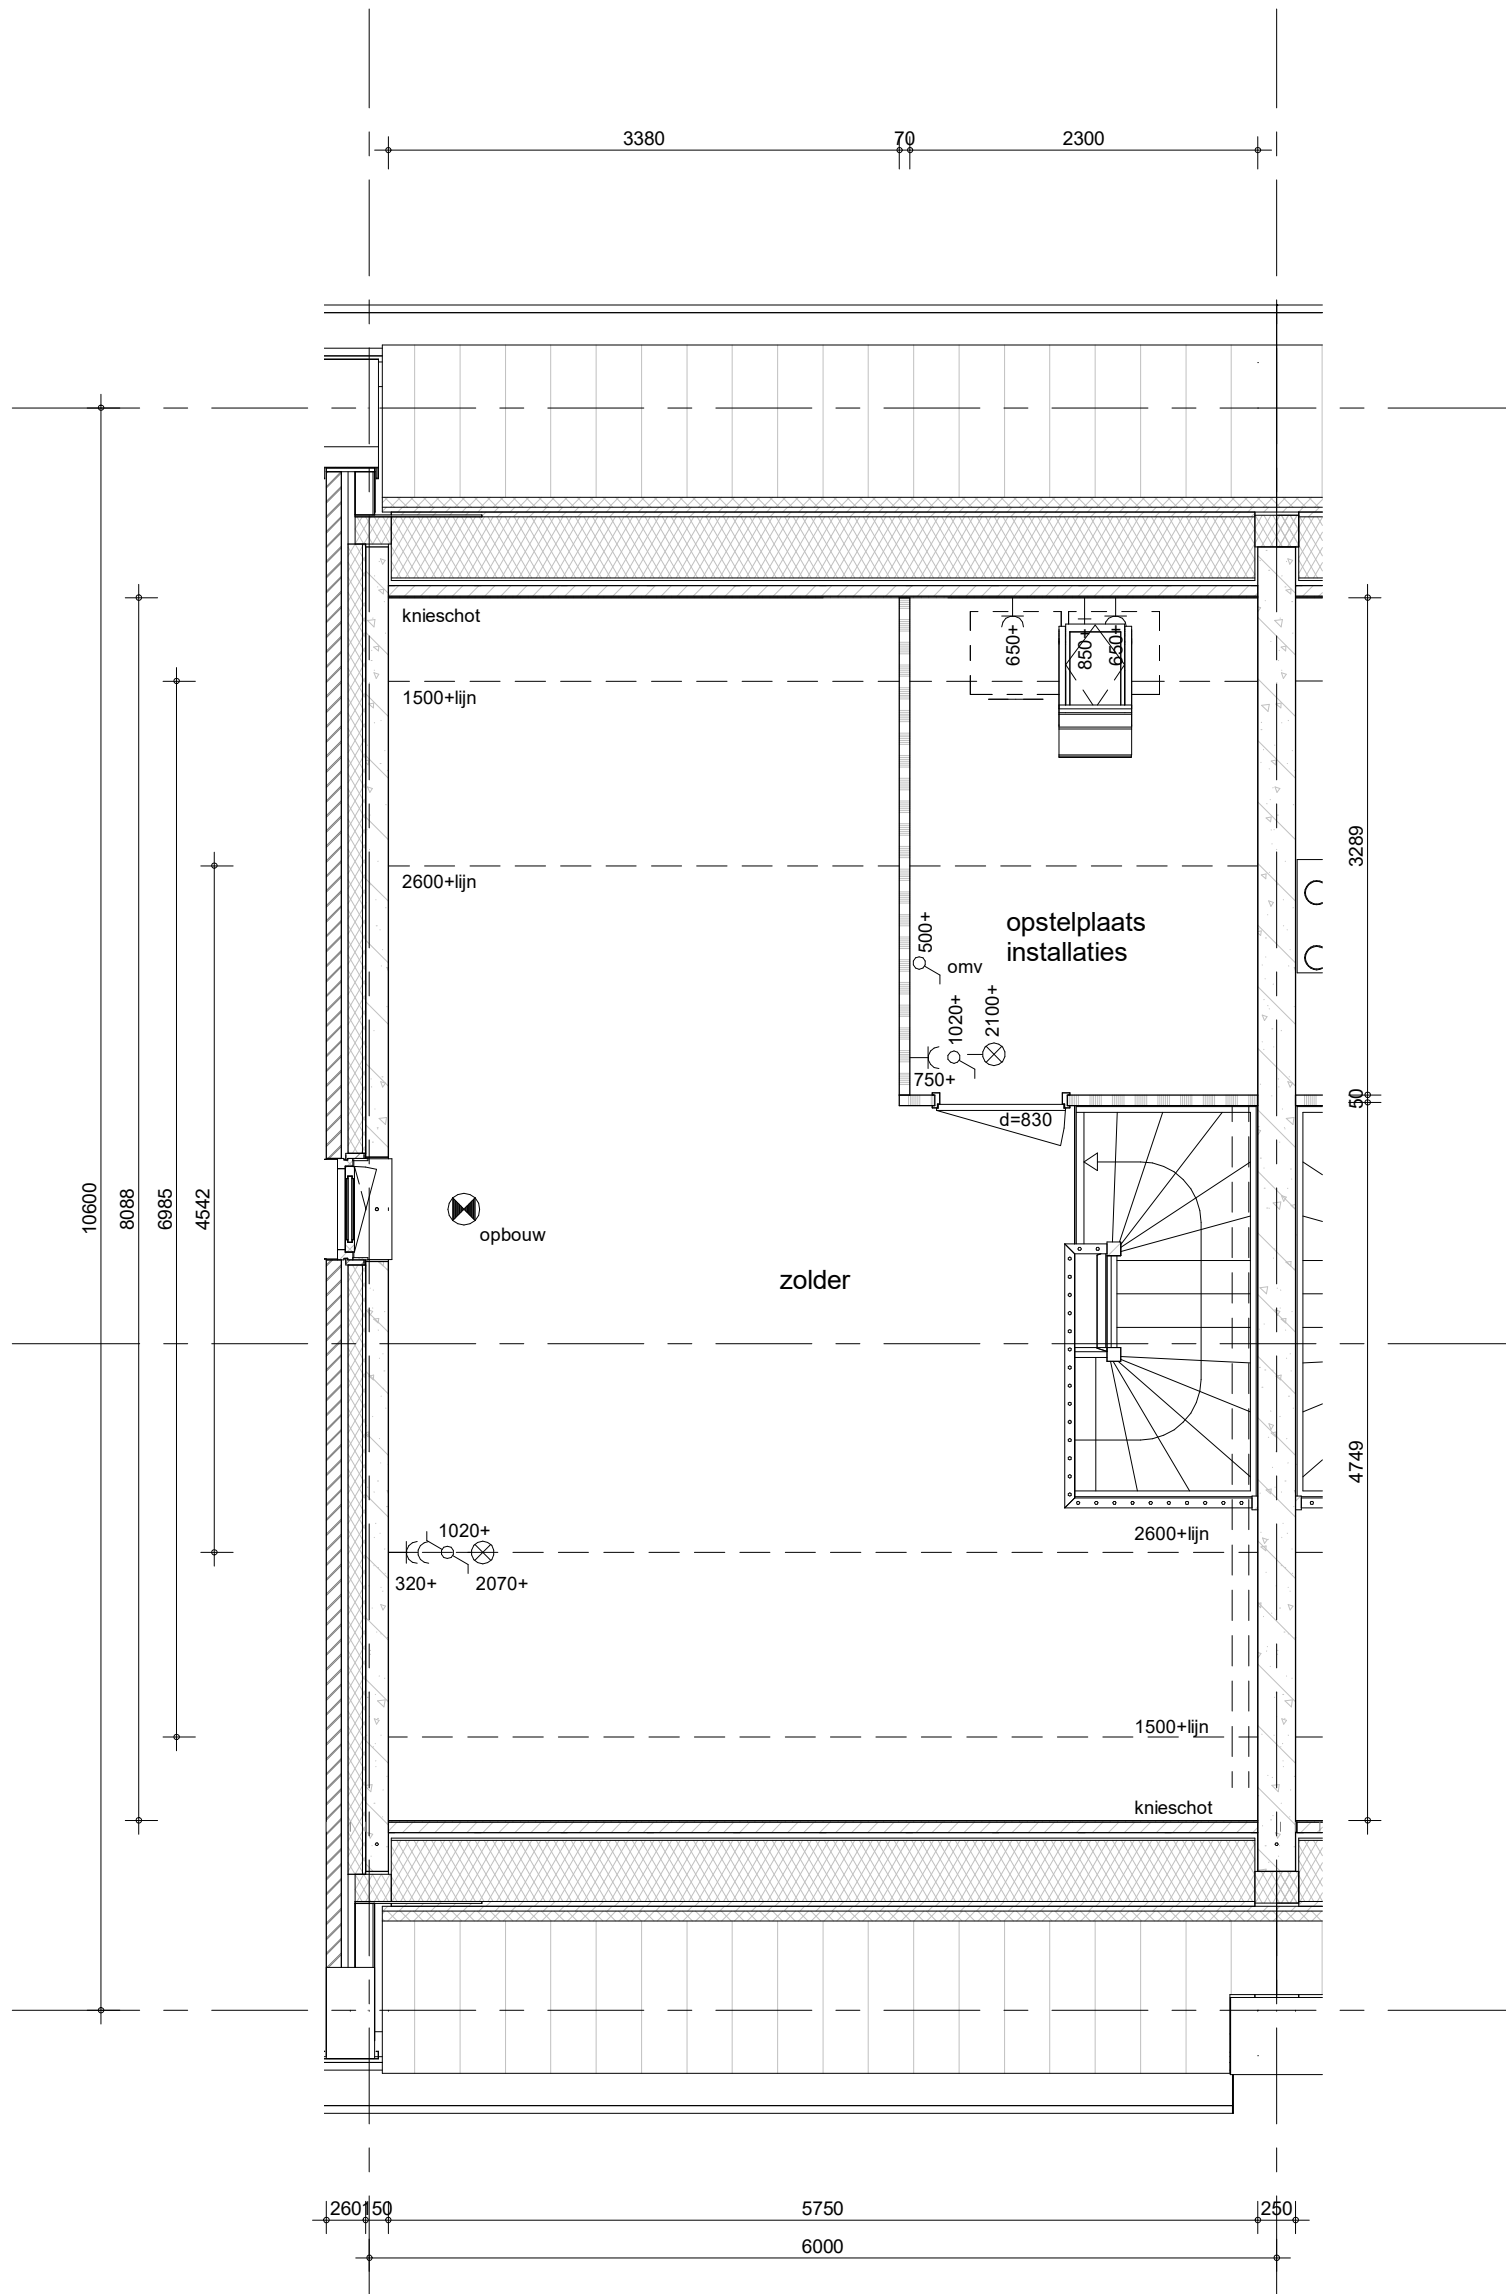 3380
70
2300
knieschot
650+
850+
650+
1500+lijn
2600+lijn
3289
opstelplaats
installaties
500+
omv
1020+
2100+
750+
d=830
50
10600
8088
6985
4542
opbouw
zolder
4749
1020+
320+
2070+
2600+lijn
1500+lijn
knieschot
260
150
5750
250
6000